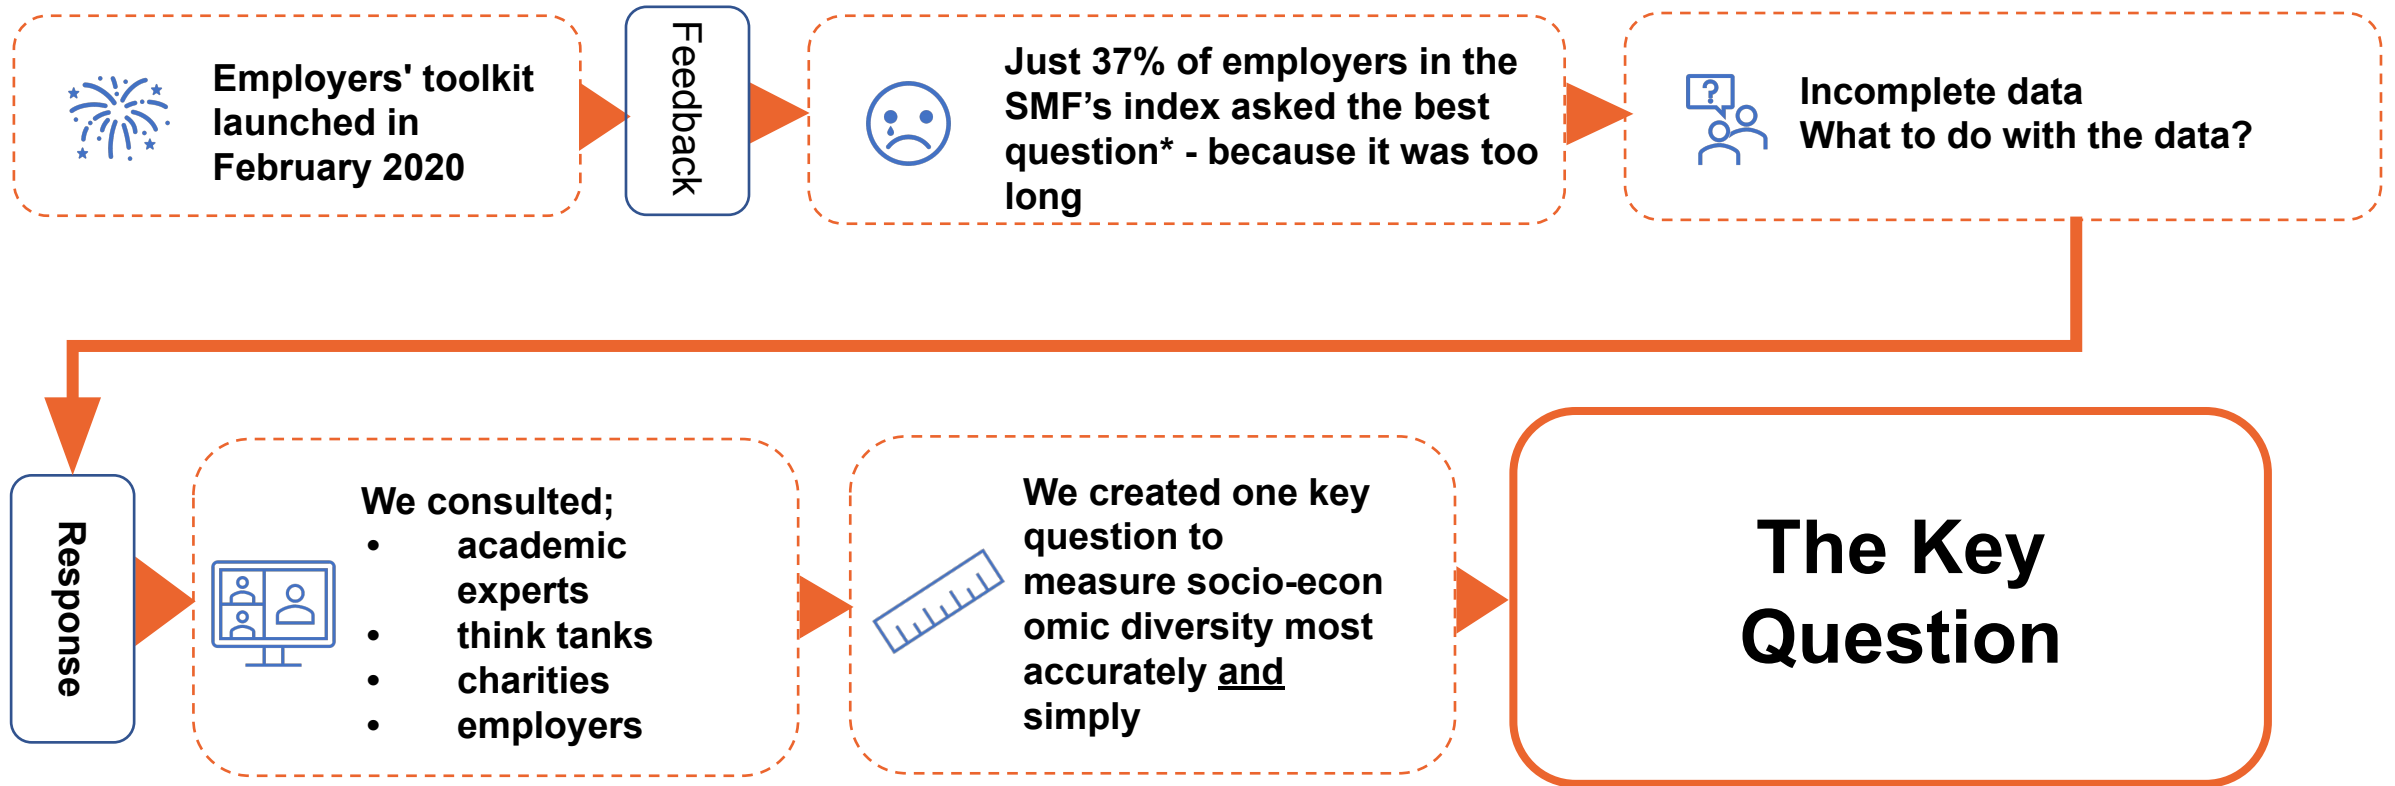 Employers' toolkit
launched in
February 2020
Feedback
Just 37% of employers in the
SMF’s index asked the best
question* - because it was too
long
?
Incomplete data
What to do with the data?
Response
We consulted;
• academic
experts
• think tanks
• charities
• employers
We created one key
question to
measure socio-econ
omic diversity most
accurately and
simply
The Key
Question